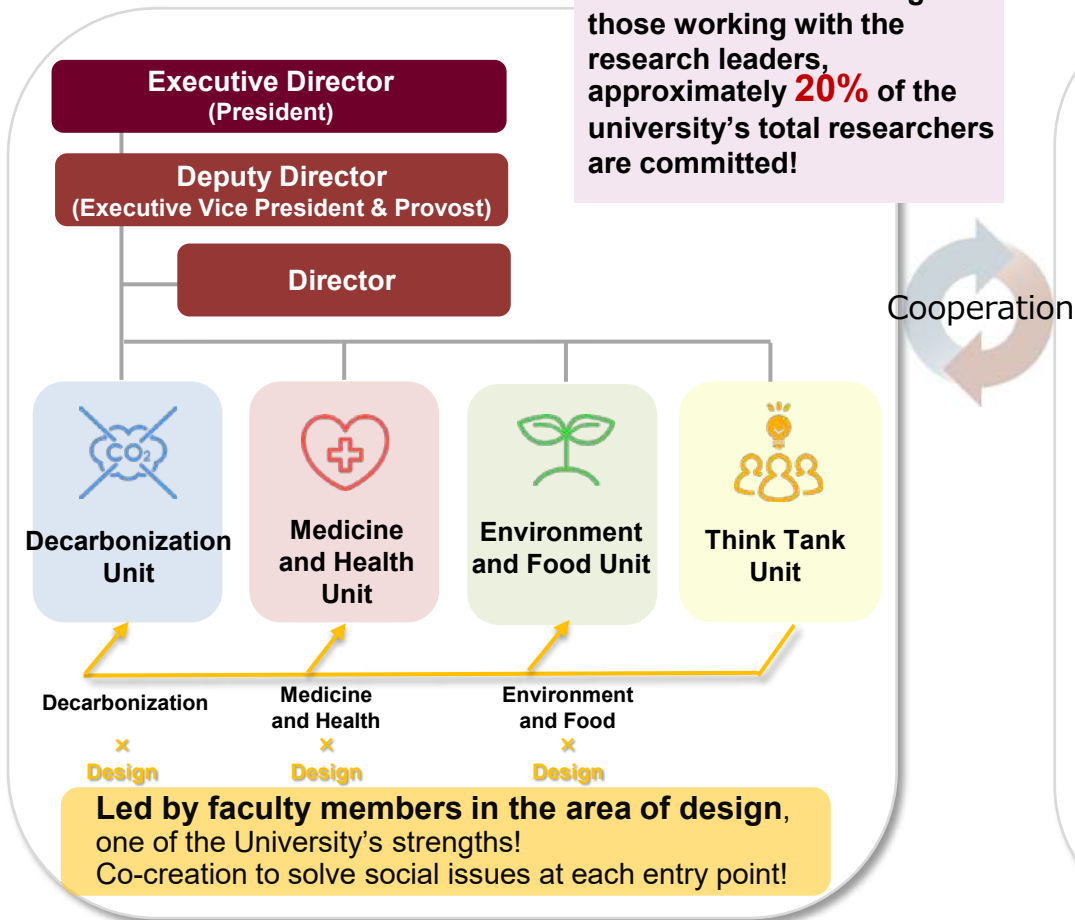 those working with the
research leaders,
approximately 20% of the
university's total researchers
are committed!
Executive Director
(President)
Deputy Director
(Executive Vice President & Provost)
Director
Cooperation
CO₂
Decarbonization
Unit
Medicine
and Health
Unit
Environment
and Food Unit
Think Tank
Unit
Decarbonization
×
Design
Medicine
and Health
×
Design
Environment
and Food
×
Design
Led by faculty members in the area of design,
one of the University's strengths!
Co-creation to solve social issues at each entry point!